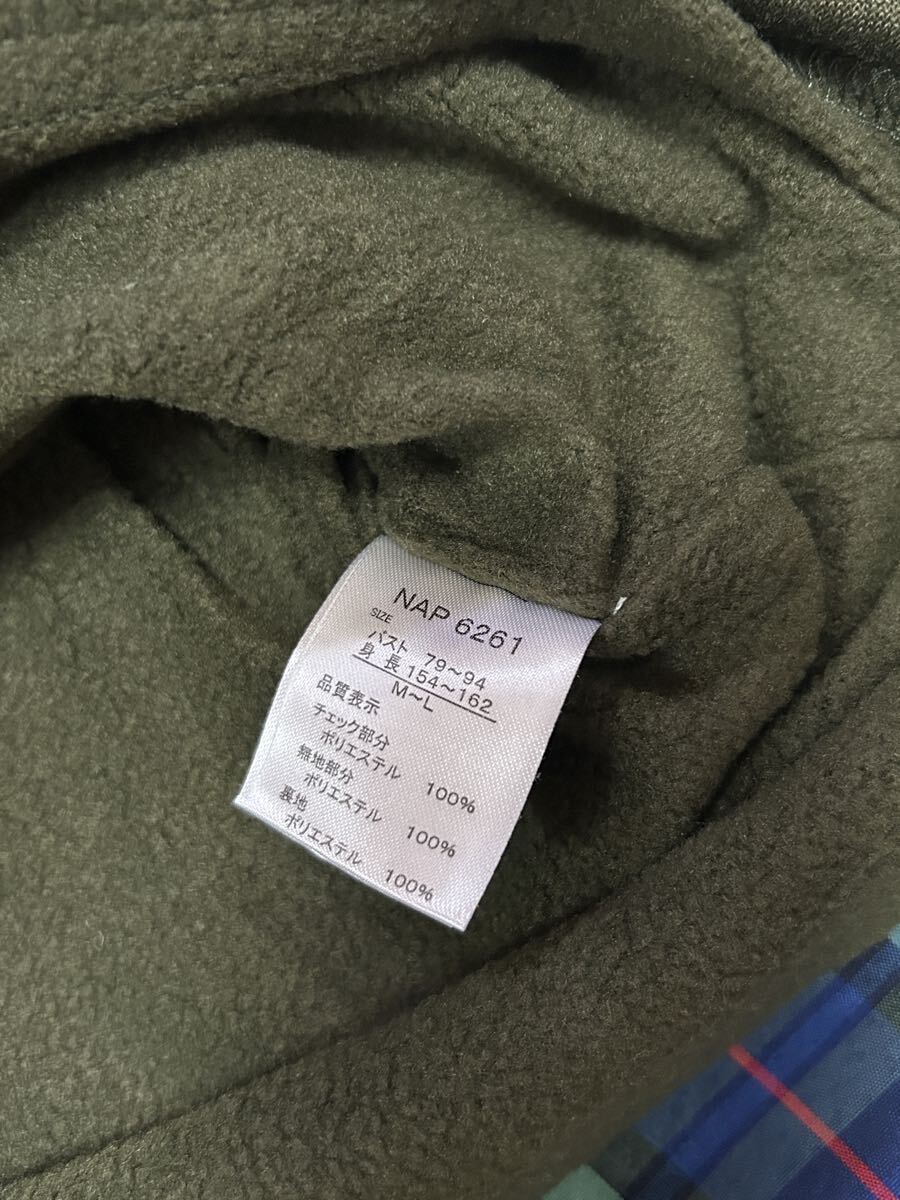 NAP 6261
SIZE
バスト 79~94
身長 154~162
M~L
品質表示
チェック部分
ポリエステル 100%
無地部分
ポリエステル 100%
裏地
ポリエステル 100%